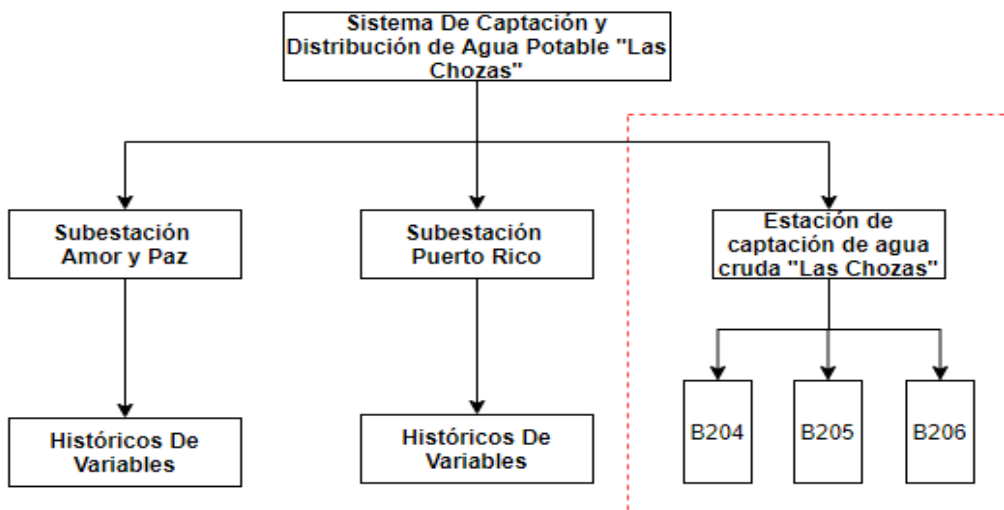 Sistema De Captación y
Distribución de Agua Potable "Las
Chozas"
Subestación
Amor y Paz
Subestación
Puerto Rico
Estación de
captación de agua
cruda "Las Chozas"
Históricos De
Variables
Históricos De
Variables
B204
B205
B206